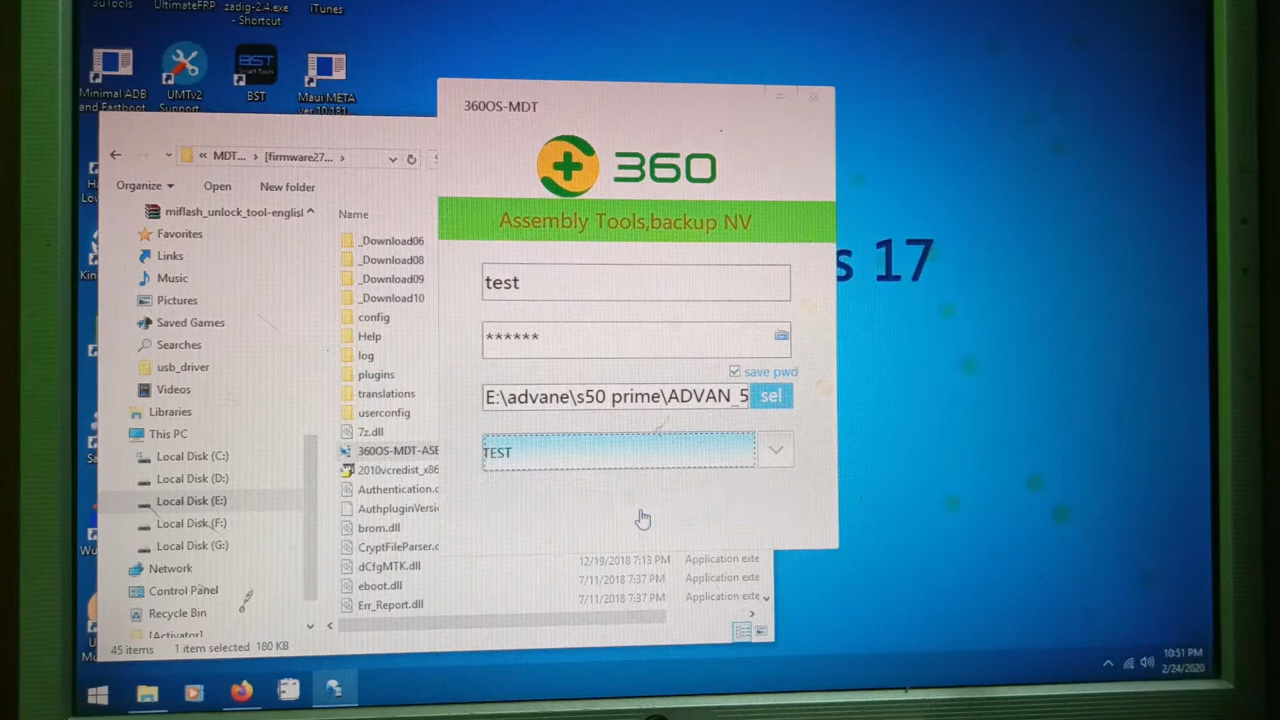 UltimateFRP
zadig-2.4.exe
- Shortcut
iTunes
Minimal ADB
and Fastboot
UMTv2
Support
BST
Smart Tools
BST
Maui META
360OS-MDT
360
Assembly Tools,backup NV
test
******
save pwd
E:\advane\s50 prime\ADVAN_5
sel
TEST
s 17
« MDT... > [firmware27... >
Organize
Open
New folder
miflash_unlock_tool-englisl
Favorites
Links
Music
Pictures
Saved Games
Searches
usb_driver
Videos
Libraries
This PC
Local Disk (C:)
Local Disk (D:)
Local Disk (E:)
Local Disk (F:)
Local Disk (G:)
Network
Control Panel
Recycle Bin
[Activator]
Name
_Download06
_Download08
_Download09
_Download10
config
Help
log
plugins
translations
userconfig
7z.dll
360OS-MDT-ASE
2010vcredist_x86
Authentication.c
AuthpluginVersi
brom.dll
CryptFileParser.c
dCfgMTK.dll
eboot.dll
Err_Report.dll
12/19/2018 7:13 PM Application exte
7/11/2018 7:37 PM Application exte
7/11/2018 7:37 PM Application exte
45 items 1 item selected 180 KB
10:51 PM
2/24/2020